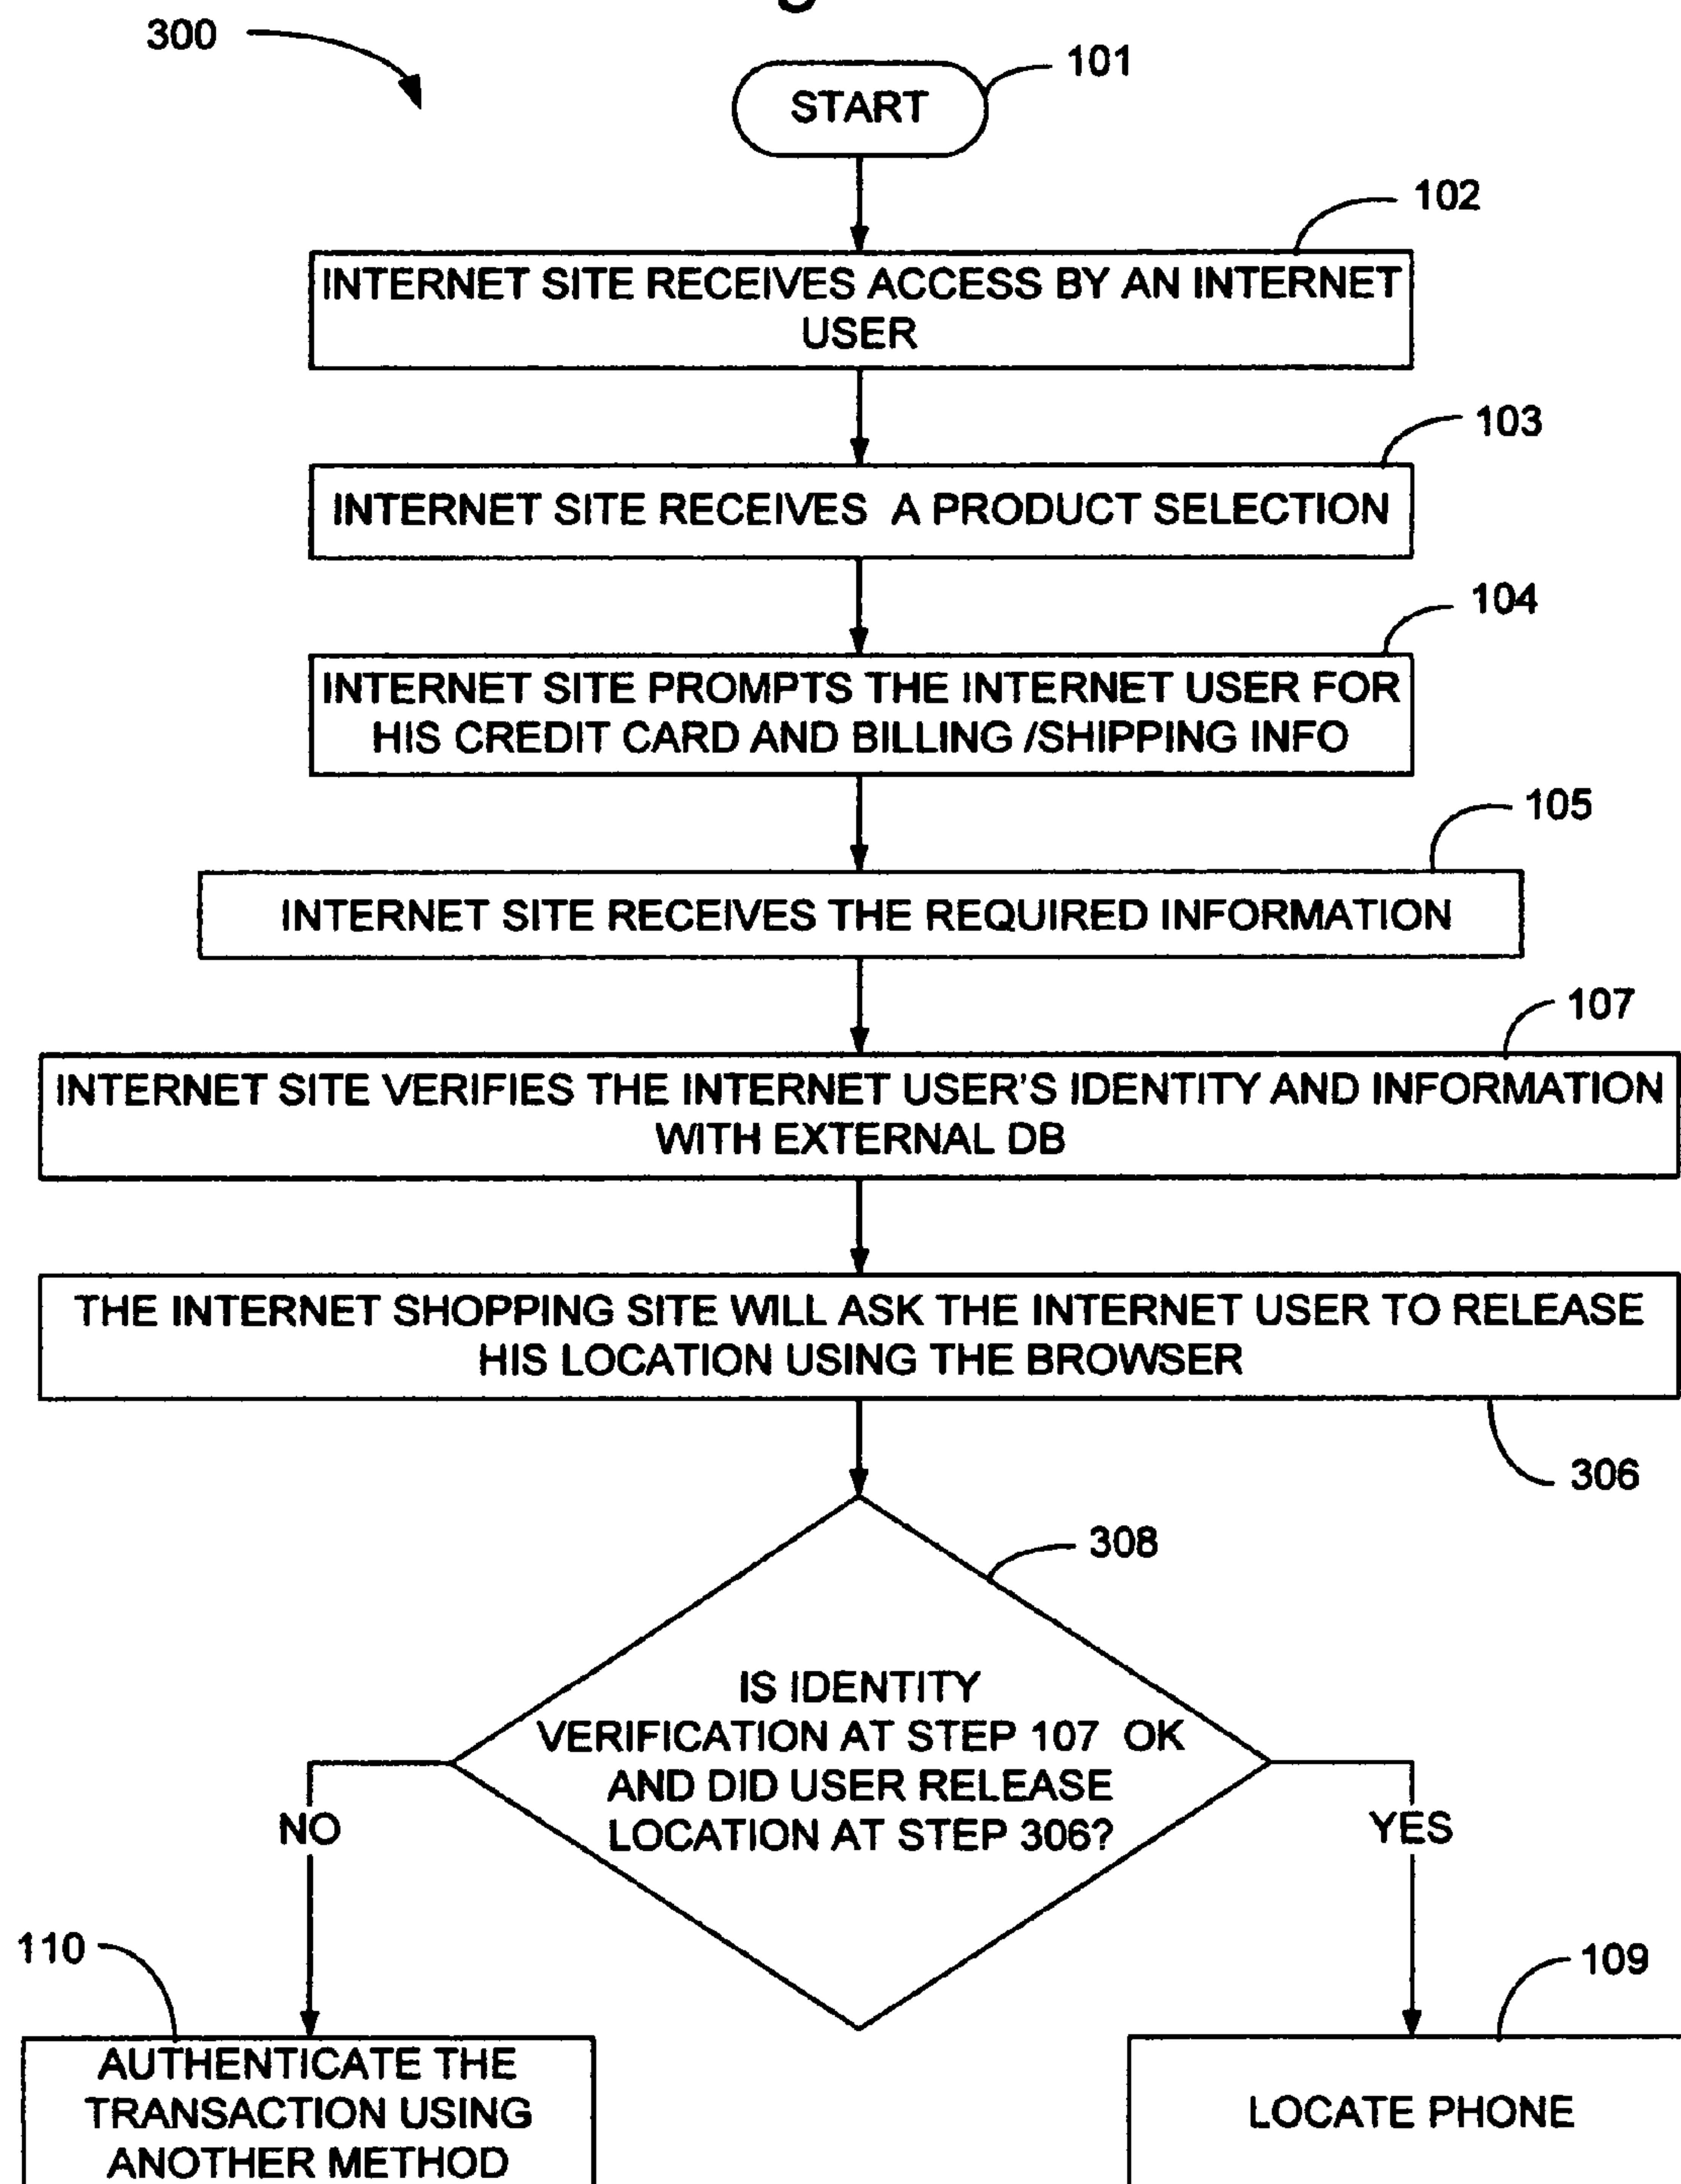 300
101
START
102
INTERNET SITE RECEIVES ACCESS BY AN INTERNET
USER
103
INTERNET SITE RECEIVES A PRODUCT SELECTION
104
INTERNET SITE PROMPTS THE INTERNET USER FOR
HIS CREDIT CARD AND BILLING /SHIPPING INFO
105
INTERNET SITE RECEIVES THE REQUIRED INFORMATION
107
INTERNET SITE VERIFIES THE INTERNET USER'S IDENTITY AND INFORMATION
WITH EXTERNAL DB
THE INTERNET SHOPPING SITE WILL ASK THE INTERNET USER TO RELEASE
HIS LOCATION USING THE BROWSER
306
308
IS IDENTITY
VERIFICATION AT STEP 107 OK
AND DID USER RELEASE
LOCATION AT STEP 306?
NO
YES
110
109
AUTHENTICATE THE
TRANSACTION USING
ANOTHER METHOD
LOCATE PHONE